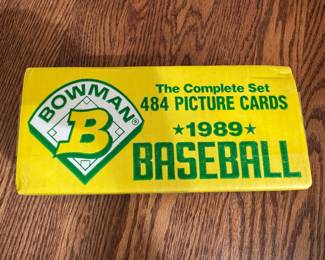 BOWMAN®
B
The Complete Set
484 PICTURE CARDS
★1989★
BASEBALL